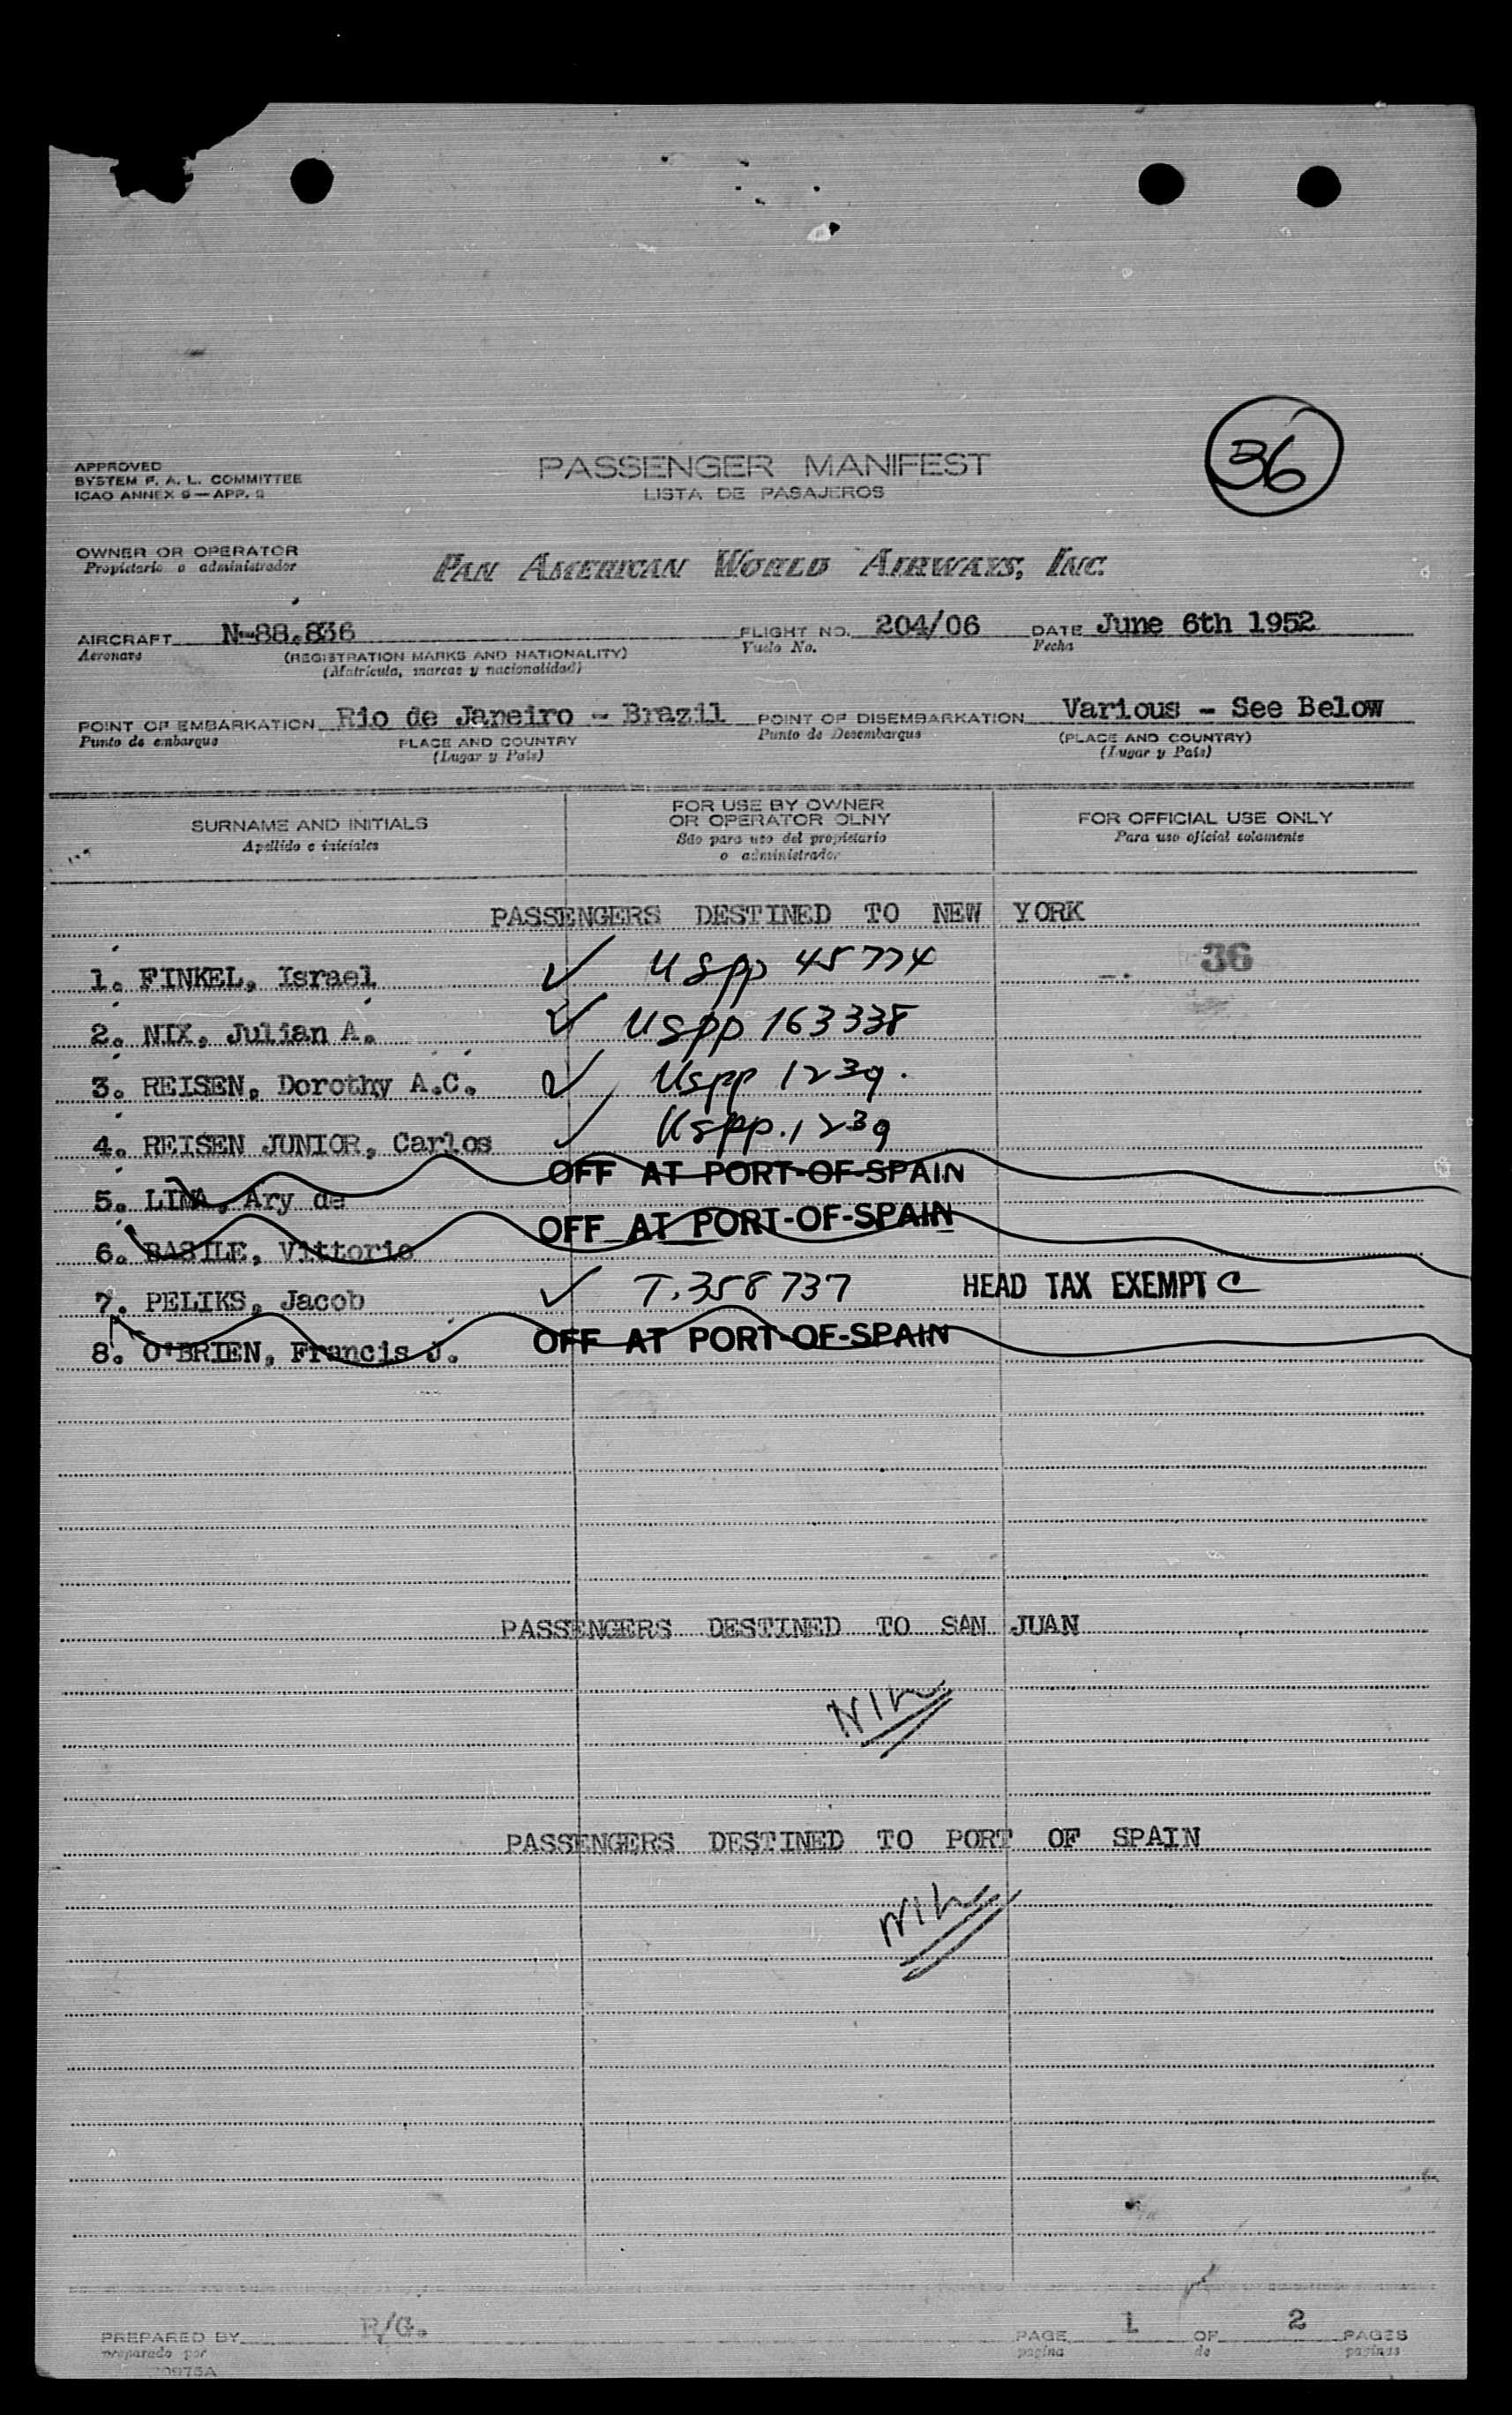 36
APPROVED
SYSTEM F. A. L. COMMITTEE
ICAO ANNEX 9 — APP. 2
PASSENGER MANIFEST
LISTA DE PASAJEROS
OWNER OR OPERATOR
Propietario o administrador
PAN AMERICAN WORLD AIRWAYS, INC.
AIRCRAFT N-88.836 FLIGHT NO. 204/06 DATE June 6th 1952
Aeronave (REGISTRATION MARKS AND NATIONALITY) Vuelo No. Fecha
(Matrícula, marcas y nacionalidad)
POINT OF EMBARKATION Rio de Janeiro - Brazil POINT OF DISEMBARKATION Various - See Below
Punto de embarque PLACE AND COUNTRY Punto de Desembarque (PLACE AND COUNTRY)
(Lugar y País) (Lugar y País)
SURNAME AND INITIALS FOR USE BY OWNER OR OPERATOR OLNY FOR OFFICIAL USE ONLY
Apellido e iniciales Sólo para uso del propietario o administrador Para uso oficial solamente
PASSENGERS DESTINED TO NEW YORK
1. FINKEL, Israel ✓ USpp 45774 36
2. NIX, Julian A. ✓ USpp 163338
3. REISEN, Dorothy A.C. ✓ Uspp 1239.
4. REISEN JUNIOR, Carlos ✓ Uspp. 1239
5. LIMA, Ary de OFF AT PORT-OF-SPAIN
6. BASILE, Vittorio OFF AT PORT-OF-SPAIN
7. PELIKS, Jacob ✓ T.358737 HEAD TAX EXEMPT C
8. O'BRIEN, Francis J. OFF AT PORT-OF-SPAIN
PASSENGERS DESTINED TO SAN JUAN
NIL
PASSENGERS DESTINED TO PORT OF SPAIN
NIL
PREPARED BY R/G. PAGE 1 OF 2 PAGES
preparado por página de páginas